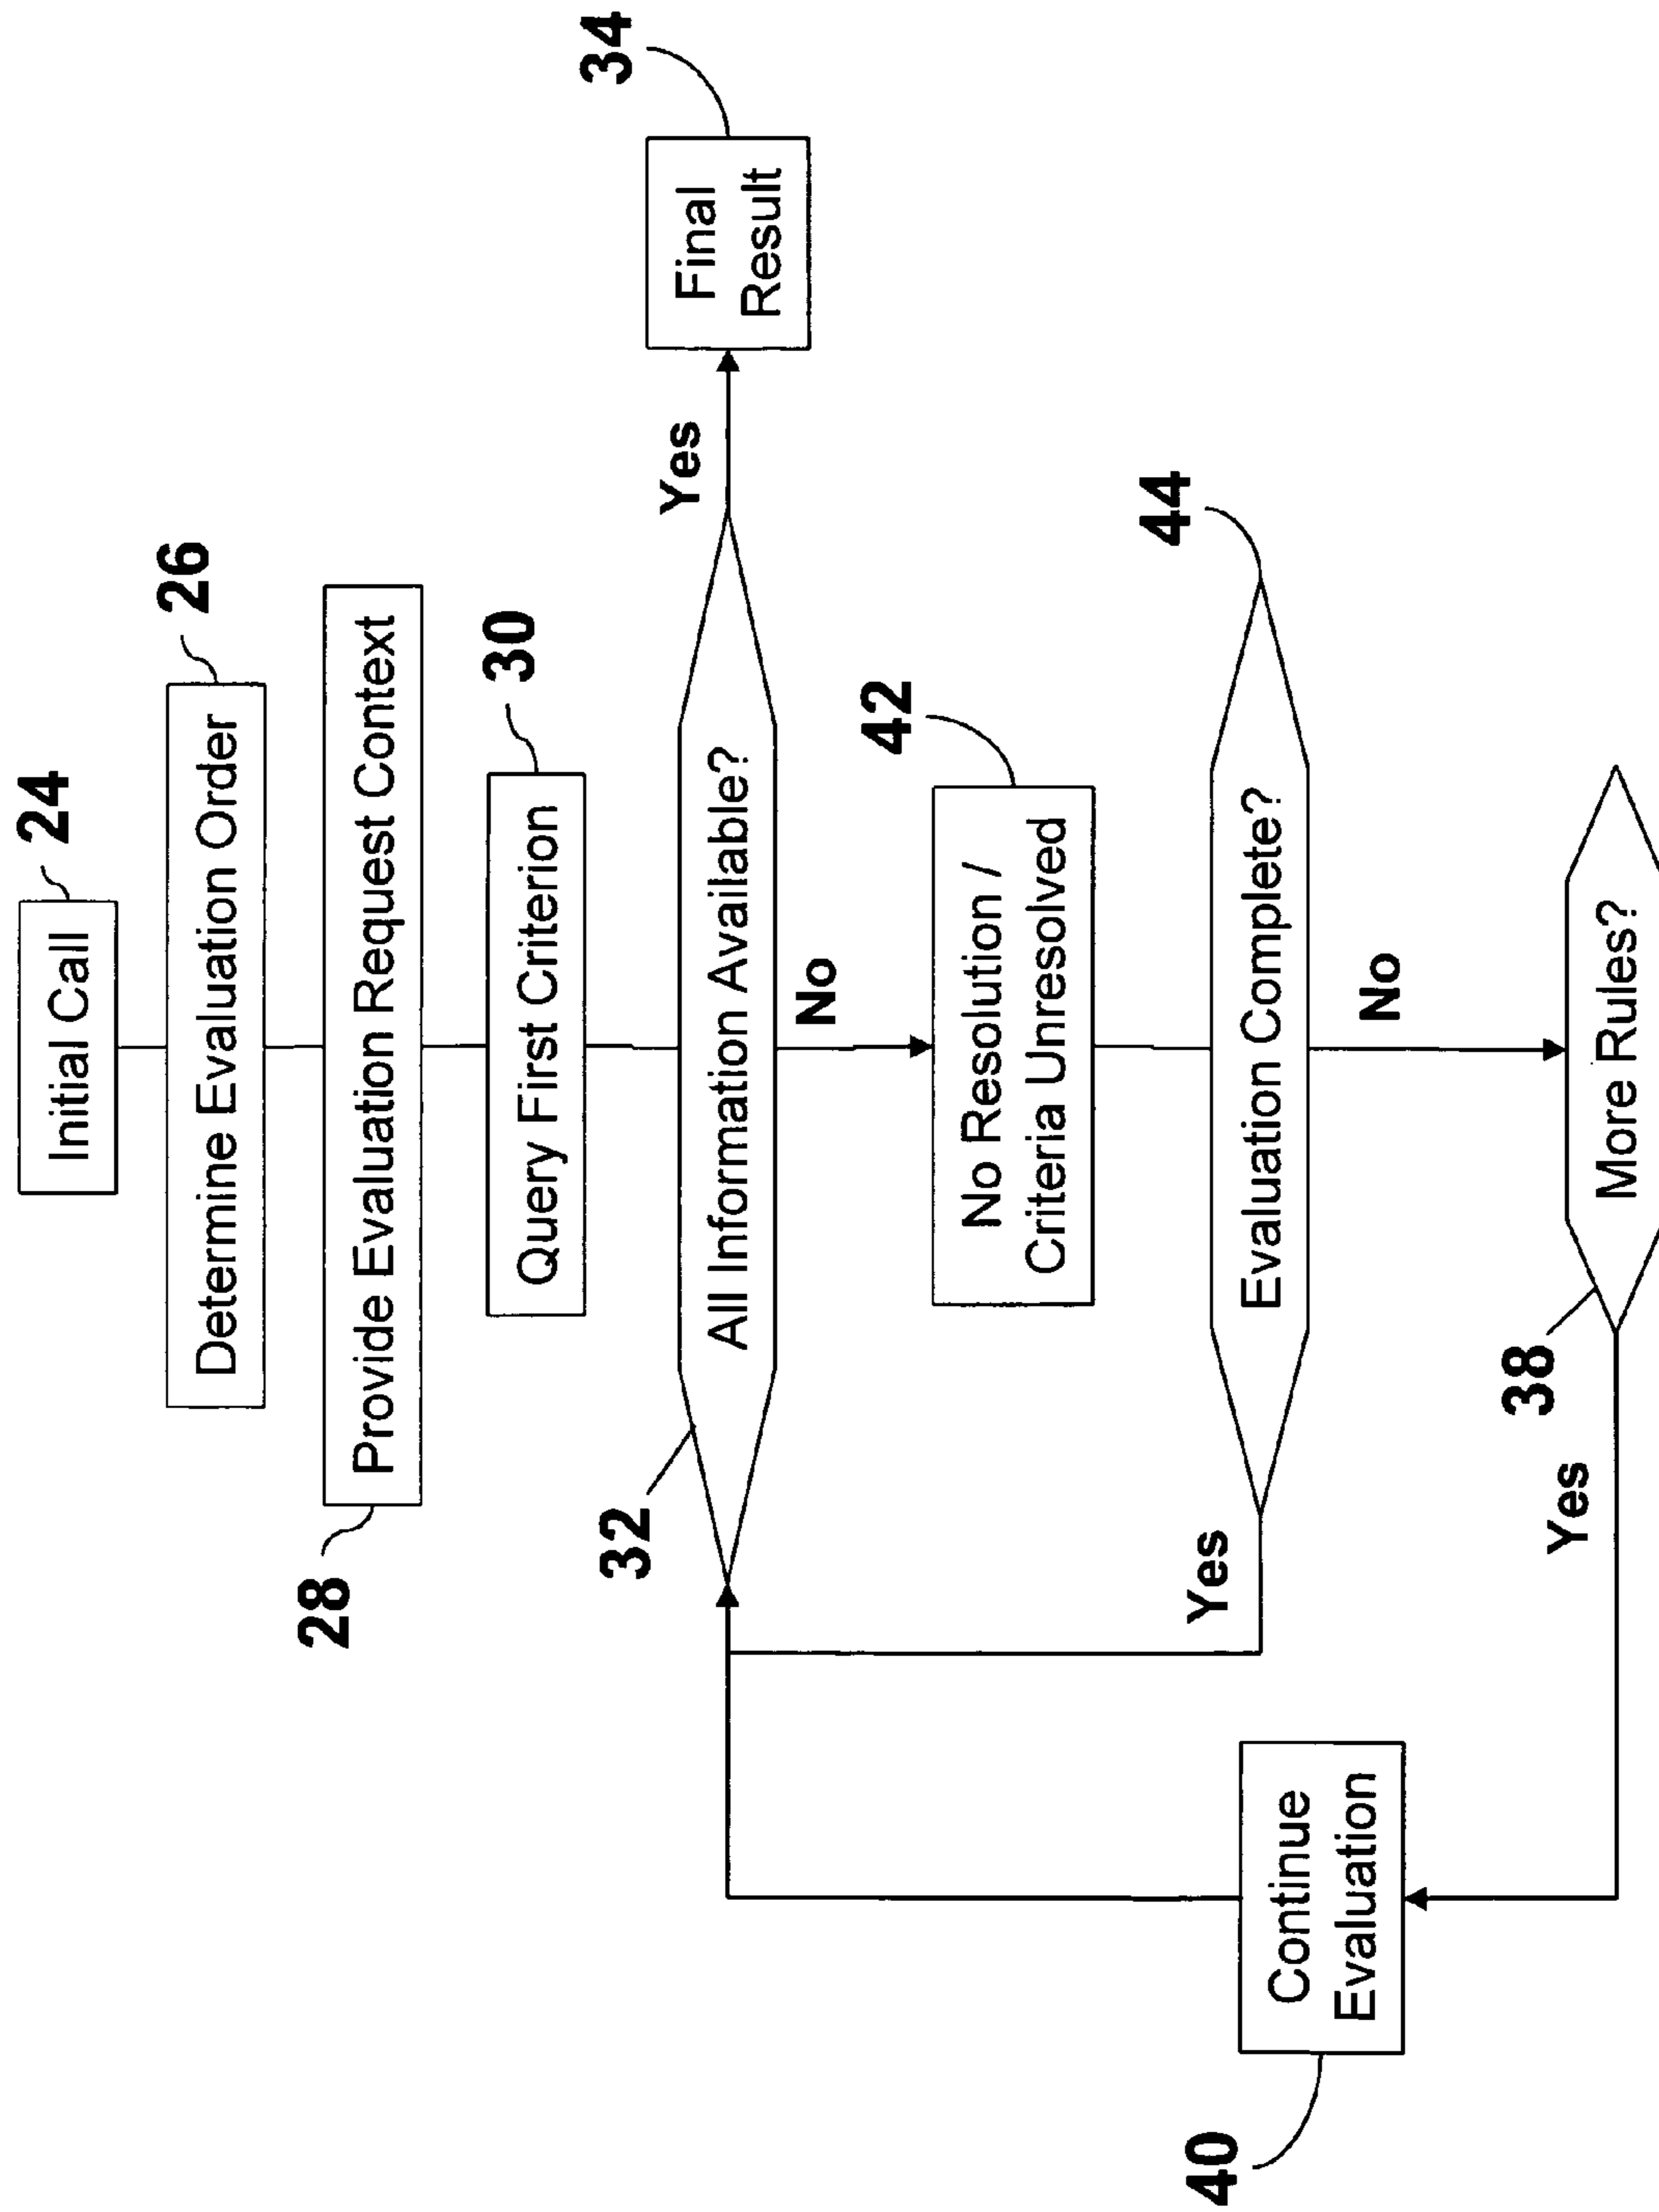 24
Initial Call
26
Determine Evaluation Order
28
Provide Evaluation Request Context
30
Query First Criterion
32
All Information Available?
Yes
34
Final
Result
No
42
No Resolution /
Criteria Unresolved
44
Evaluation Complete?
Yes
No
38
More Rules?
Yes
40
Continue
Evaluation